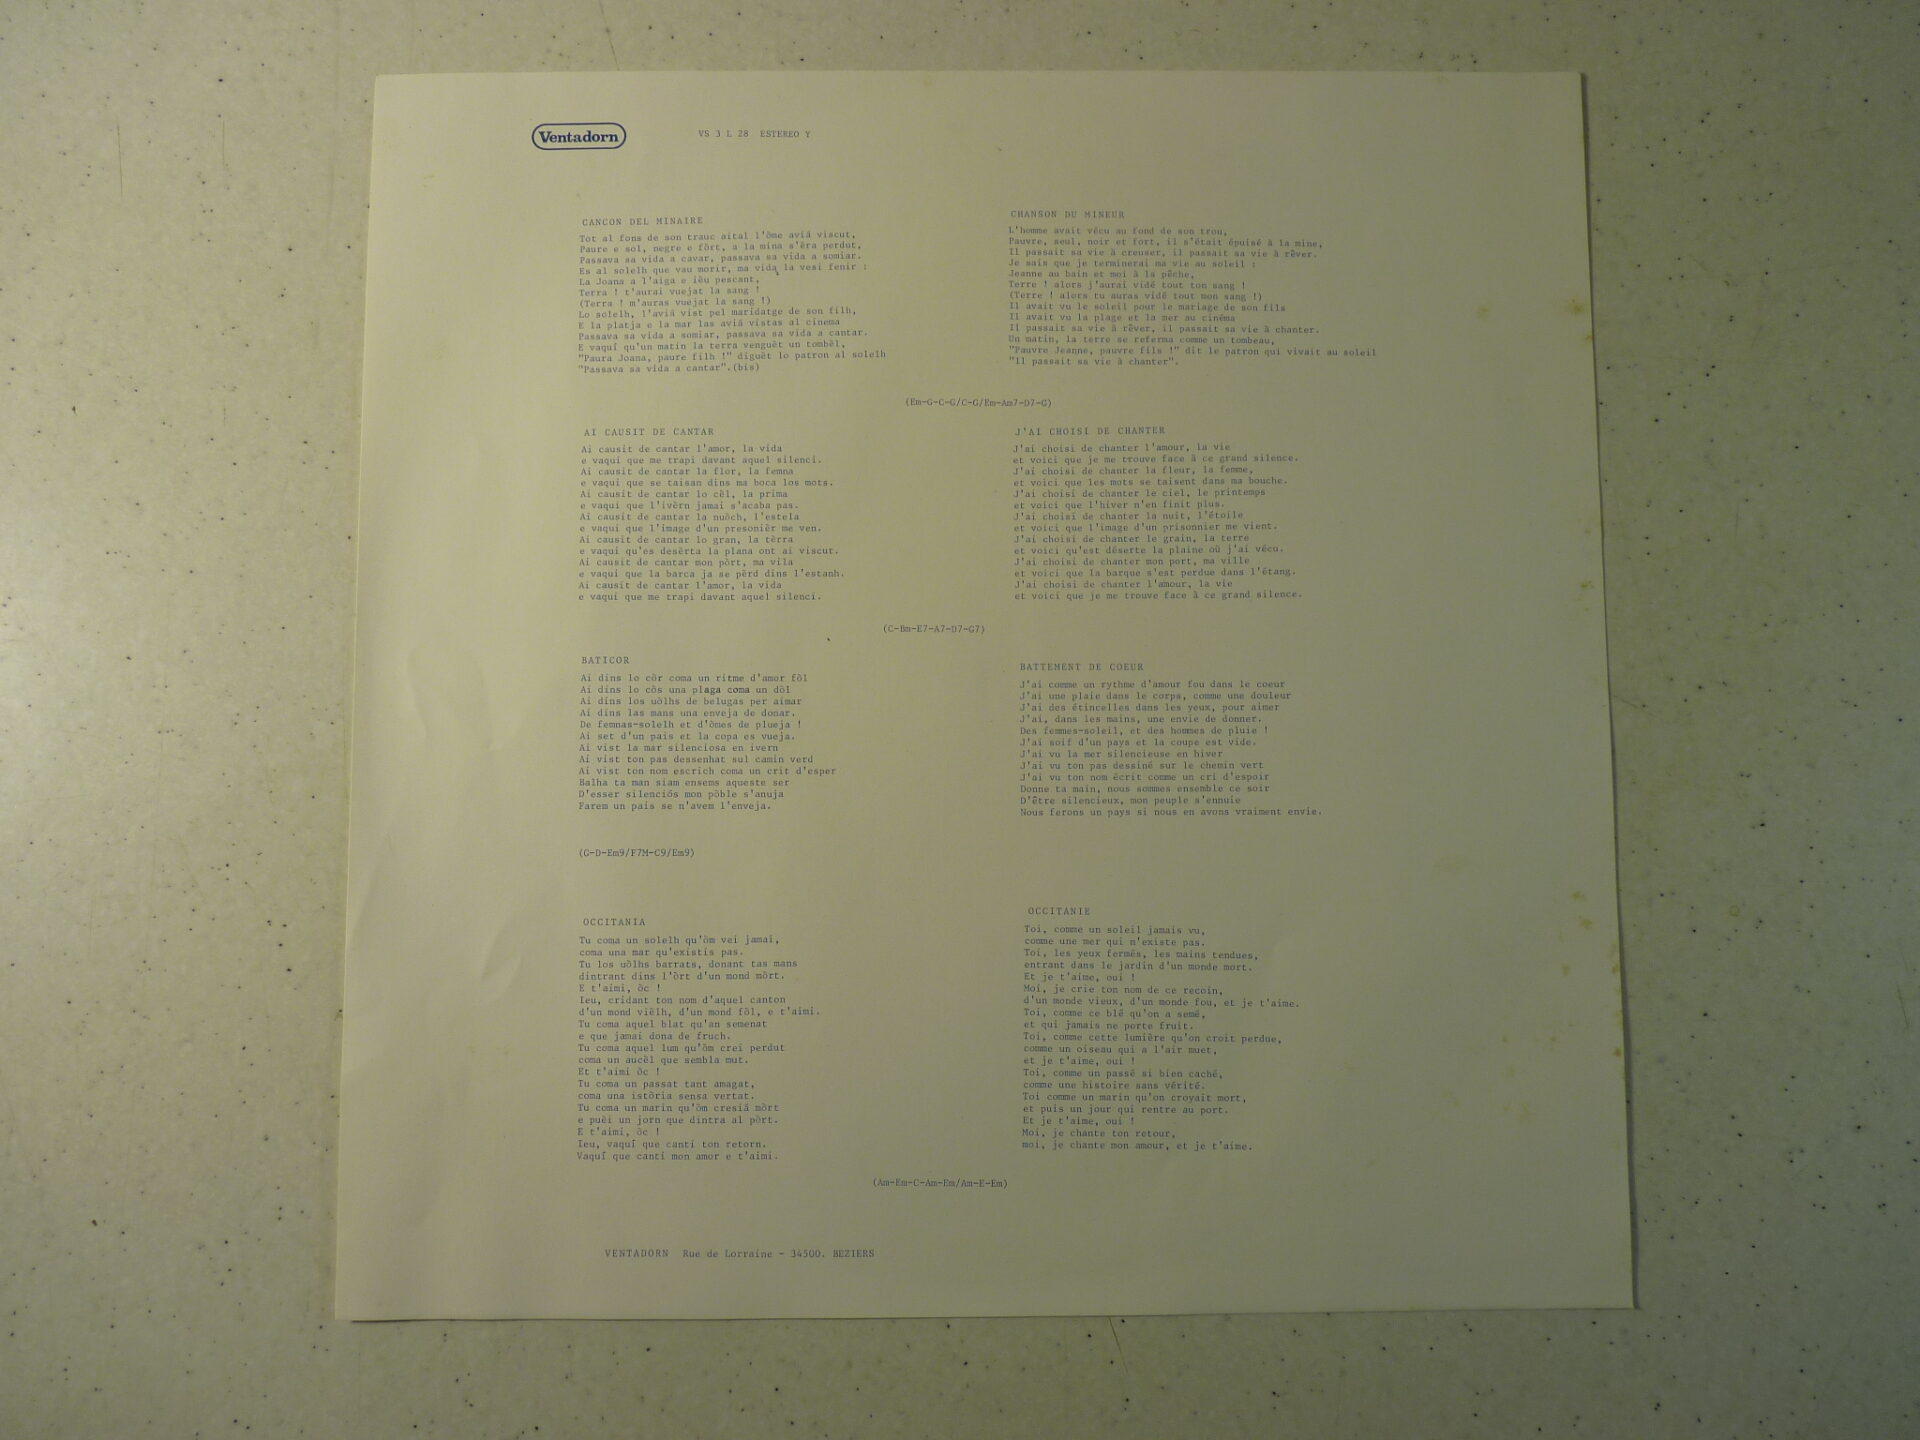 Ventadorn
VS 3 L 28 ESTEREO Y
CANCON DEL MINAIRE
Tot al fons de son trauc aital l'òme aviá viscut,
Paure e sol, negre e fòrt, a la mina s'èra perdut,
Passava sa vida a cavar, passava sa vida a somiar.
Es al solelh que vau morir, ma vida la vesi fenir :
La Joana a l'aiga e ièu pescant,
Terra ! t'aurai vuejat la sang !
(Terra ! m'auras vuejat la sang !)
Lo solelh, l'aviá vist pel maridatge de son filh,
E la platja e la mar las aviá vistas al cinema
Passava sa vida a somiar, passava sa vida a cantar.
E vaquí qu'un matin la terra venguèt un tombèl,
"Paura Joana, paure filh !" diguèt lo patron al solelh
"Passava sa vida a cantar".(bis)
CHANSON DU MINEUR
L'homme avait vécu au fond de son trou,
Pauvre, seul, noir et fort, il s'était épuisé à la mine,
Il passait sa vie à creuser, il passait sa vie à rêver.
Je sais que je terminerai ma vie au soleil :
Jeanne au bain et moi à la pêche,
Terre ! alors j'aurai vidé tout ton sang !
(Terre ! alors tu auras vidé tout mon sang !)
Il avait vu le soleil pour le mariage de son fils
Il avait vu la plage et la mer au cinéma
Il passait sa vie à rêver, il passait sa vie à chanter.
Un matin, la terre se referma comme un tombeau,
"Pauvre Jeanne, pauvre fils !" dit le patron qui vivait au soleil
"Il passait sa vie à chanter".
(Em-G-C-G/C-G/Em-Am7-D7-G)
AI CAUSIT DE CANTAR
Ai causit de cantar l'amor, la vida
e vaqui que me trapi davant aquel silenci.
Ai causit de cantar la flor, la femna
e vaqui que se taisan dins ma boca los mots.
Ai causit de cantar lo cèl, la prima
e vaqui que l'ivèrn jamai s'acaba pas.
Ai causit de cantar la nuòch, l'estela
e vaqui que l'image d'un presonièr me ven.
Ai causit de cantar lo gran, la tèrra
e vaqui qu'es desèrta la plana ont ai viscur.
Ai causit de cantar mon pòrt, ma vila
e vaqui que la barca ja se pèrd dins l'estanh.
Ai causit de cantar l'amor, la vida
e vaqui que me trapi davant aquel silenci.
J'AI CHOISI DE CHANTER
J'ai choisi de chanter l'amour, la vie
et voici que je me trouve face à ce grand silence.
J'ai choisi de chanter la fleur, la femme,
et voici que les mots se taisent dans ma bouche.
J'ai choisi de chanter le ciel, le printemps
et voici que l'hiver n'en finit plus.
J'ai choisi de chanter la nuit, l'étoile
et voici que l'image d'un prisonnier me vient.
J'ai choisi de chanter le grain, la terre
et voici qu'est déserte la plaine où j'ai vécu.
J'ai choisi de chanter mon port, ma ville
et voici que la barque s'est perdue dans l'étang.
J'ai choisi de chanter l'amour, la vie
et voici que je me trouve face à ce grand silence.
(C-Bm-E7-A7-D7-G7)
BATICOR
Ai dins lo còr coma un ritme d'amor fòl
Ai dins lo còs una plaga coma un dòl
Ai dins los uòlhs de belugas per aimar
Ai dins las mans una enveja de donar.
De femnas-solelh et d'òmes de plueja !
Ai set d'un pais et la copa es vueja.
Ai vist la mar silenciosa en ivern
Ai vist ton pas dessenhat sul camin verd
Ai vist ton nom escrich coma un crit d'esper
Balha ta man siam ensems aqueste ser
D'esser silenciós mon pòble s'anuja
Farem un pais se n'avem l'enveja.
BATTEMENT DE COEUR
J'ai comme un rythme d'amour fou dans le coeur
J'ai une plaie dans le corps, comme une douleur
J'ai des étincelles dans les yeux, pour aimer
J'ai, dans les mains, une envie de donner.
Des femmes-soleil, et des hommes de pluie !
J'ai soif d'un pays et la coupe est vide.
J'ai vu la mer silencieuse en hiver
J'ai vu ton pas dessiné sur le chemin vert
J'ai vu ton nom écrit comme un cri d'espoir
Donne ta main, nous sommes ensemble ce soir
D'être silencieux, mon peuple s'ennuie
Nous ferons un pays si nous en avons vraiment envie.
(G-D-Em9/F7M-C9/Em9)
OCCITANIA
Tu coma un solelh qu'òm vei jamai,
coma una mar qu'existis pas.
Tu los uòlhs barrats, donant tas mans
dintrant dins l'òrt d'un mond mòrt.
E t'aimi, òc !
Ieu, cridant ton nom d'aquel canton
d'un mond vièlh, d'un mond fòl, e t'aimi.
Tu coma aquel blat qu'an semenat
e que jamai dona de fruch.
Tu coma aquel lum qu'òm crei perdut
coma un aucèl que sembla mut.
Et t'aimi òc !
Tu coma un passat tant amagat,
coma una istòria sensa vertat.
Tu coma un marin qu'òm cresiá mòrt
e puèi un jorn que dintra al pòrt.
E t'aimi, òc !
Ieu, vaquí que canti ton retorn.
Vaquí que canti mon amor e t'aimi.
OCCITANIE
Toi, comme un soleil jamais vu,
comme une mer qui n'existe pas.
Toi, les yeux fermés, les mains tendues,
entrant dans le jardin d'un monde mort.
Et je t'aime, oui !
Moi, je crie ton nom de ce recoin,
d'un monde vieux, d'un monde fou, et je t'aime.
Toi, comme ce blé qu'on a semé,
et qui jamais ne porte fruit.
Toi, comme cette lumière qu'on croit perdue,
comme un oiseau qui a l'air muet,
et je t'aime, oui !
Toi, comme un passé si bien caché,
comme une histoire sans vérité.
Toi comme un marin qu'on croyait mort,
et puis un jour qui rentre au port.
Et je t'aime, oui !
Moi, je chante ton retour,
moi, je chante mon amour, et je t'aime.
(Am-Em-C-Am-Em/Am-E-Em)
VENTADORN Rue de Lorraine - 34500. BEZIERS